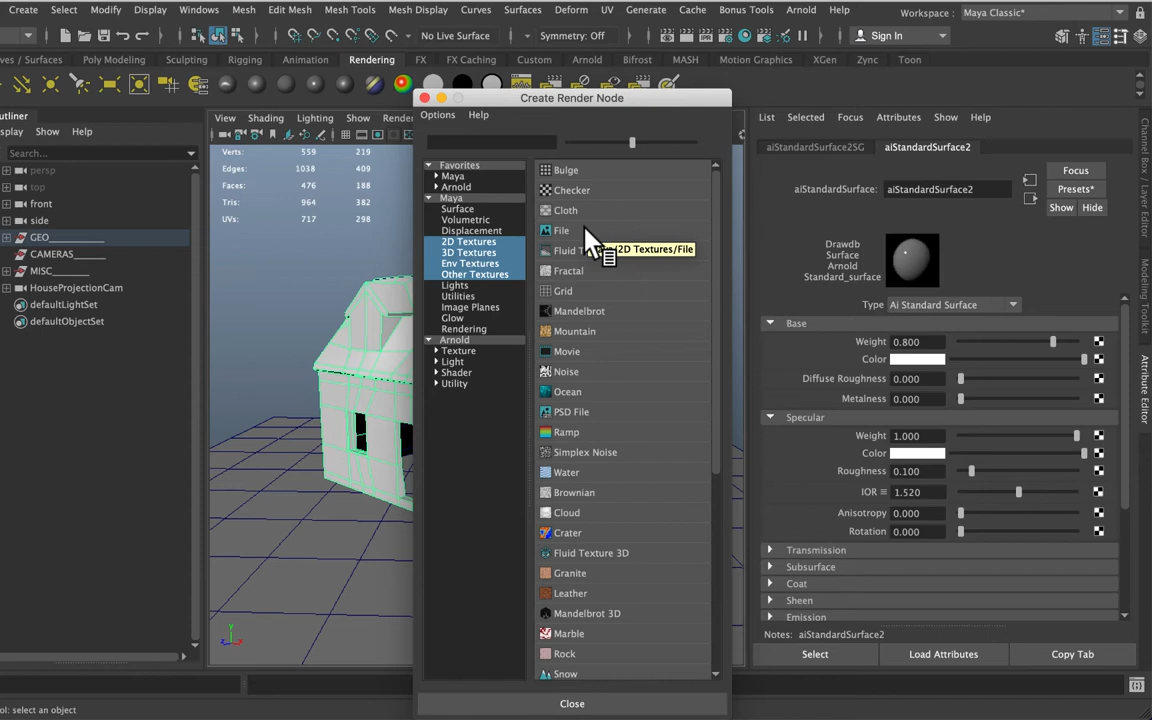 Create Select Modify Display Windows Mesh Edit Mesh Mesh Tools Mesh Display Curves Surfaces Deform UV Generate Cache Bonus Tools Arnold Help Workspace : Maya Classic*
No Live Surface Symmetry: Off Sign In
Poly Modeling Sculpting Rigging Animation Rendering FX FX Caching Custom Arnold Bifrost MASH Motion Graphics XGen Zync Toon
Create Render Node
Options Help
Show Help
Search...
persp
top
front
side
GEO
CAMERAS
MISC
HouseProjectionCam
defaultLightSet
defaultObjectSet
View Shading Lighting Show
Verts: 559 219
Edges: 1038 409
Faces: 476 188
Tris: 964 382
UVs: 717 298
Favorites
Maya
Arnold
Maya
Surface
Volumetric
Displacement
2D Textures
3D Textures
Env Textures
Other Textures
Lights
Utilities
Image Planes
Glow
Rendering
Arnold
Texture
Light
Shader
Utility
Bulge
Checker
Cloth
File
2D Textures/File
Fractal
Grid
Mandelbrot
Mountain
Movie
Noise
Ocean
PSD File
Ramp
Simplex Noise
Water
Brownian
Cloud
Crater
Fluid Texture 3D
Granite
Leather
Mandelbrot 3D
Marble
Rock
Snow
Close
List Selected Focus Attributes Show Help
aiStandardSurface2SG aiStandardSurface2
Focus
aiStandardSurface: aiStandardSurface2 Presets*
Show Hide
Drawdb
Surface
Arnold
Standard_surface
Type Ai Standard Surface
Base
Weight 0.800
Color
Diffuse Roughness 0.000
Metalness 0.000
Specular
Weight 1.000
Color
Roughness 0.100
IOR 1.520
Anisotropy 0.000
Rotation 0.000
Transmission
Subsurface
Coat
Sheen
Emission
Notes: aiStandardSurface2
Select Load Attributes Copy Tab
Channel Box / Layer Editor
Modeling Toolkit
Attribute Editor
y
x
z
select an object